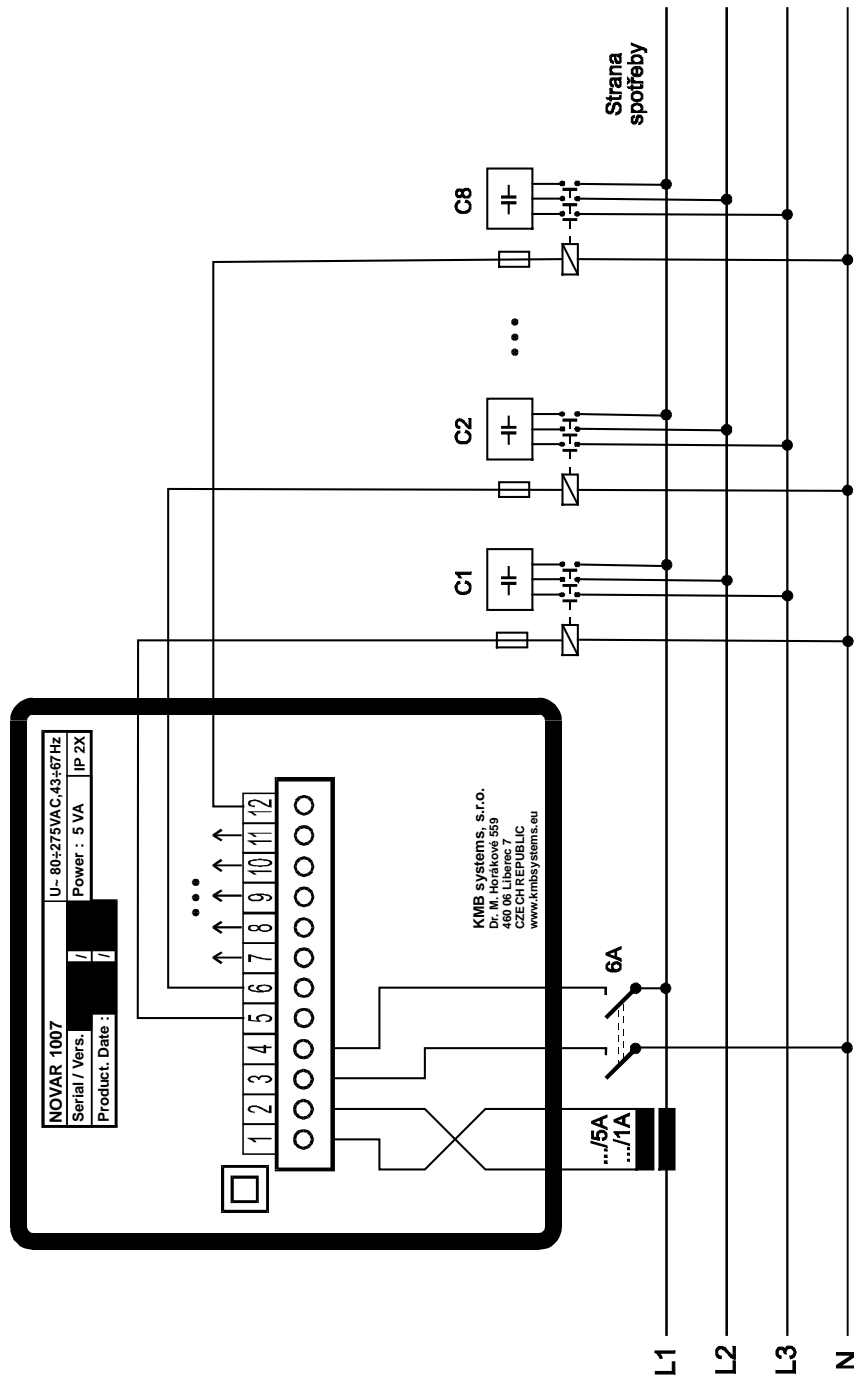 NOVAR 1007
U~ 80÷275VAC,43÷67Hz
Serial / Vers.
/
Power : 5 VA
IP 2X
Product. Date :
/
1 2 3 4 5 6 7 8 9 10 11 12
KMB systems, s.r.o.
Dr. M. Horákové 559
460 06 Liberec 7
CZECH REPUBLIC
www.kmbsystems.eu
.../5A
.../1A
6A
C1
C2
C8
Strana
spotřeby
L1
L2
L3
N